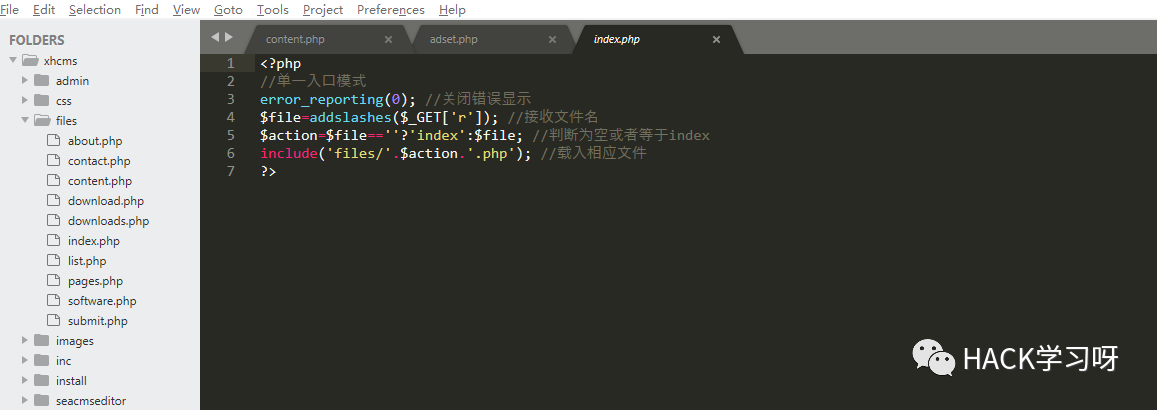 File Edit Selection Find View Goto Tools Project Preferences Help
FOLDERS
xhcms
admin
css
files
about.php
contact.php
content.php
download.php
downloads.php
index.php
list.php
pages.php
software.php
submit.php
images
inc
install
seacmseditor
content.php × adset.php × index.php ×
1 <?php
2 //单一入口模式
3 error_reporting(0); //关闭错误显示
4 $file=addslashes($_GET['r']); //接收文件名
5 $action=$file==''?'index':$file; //判断为空或者等于index
6 include('files/'.$action.'.php'); //载入相应文件
7 ?>
HACK学习呀